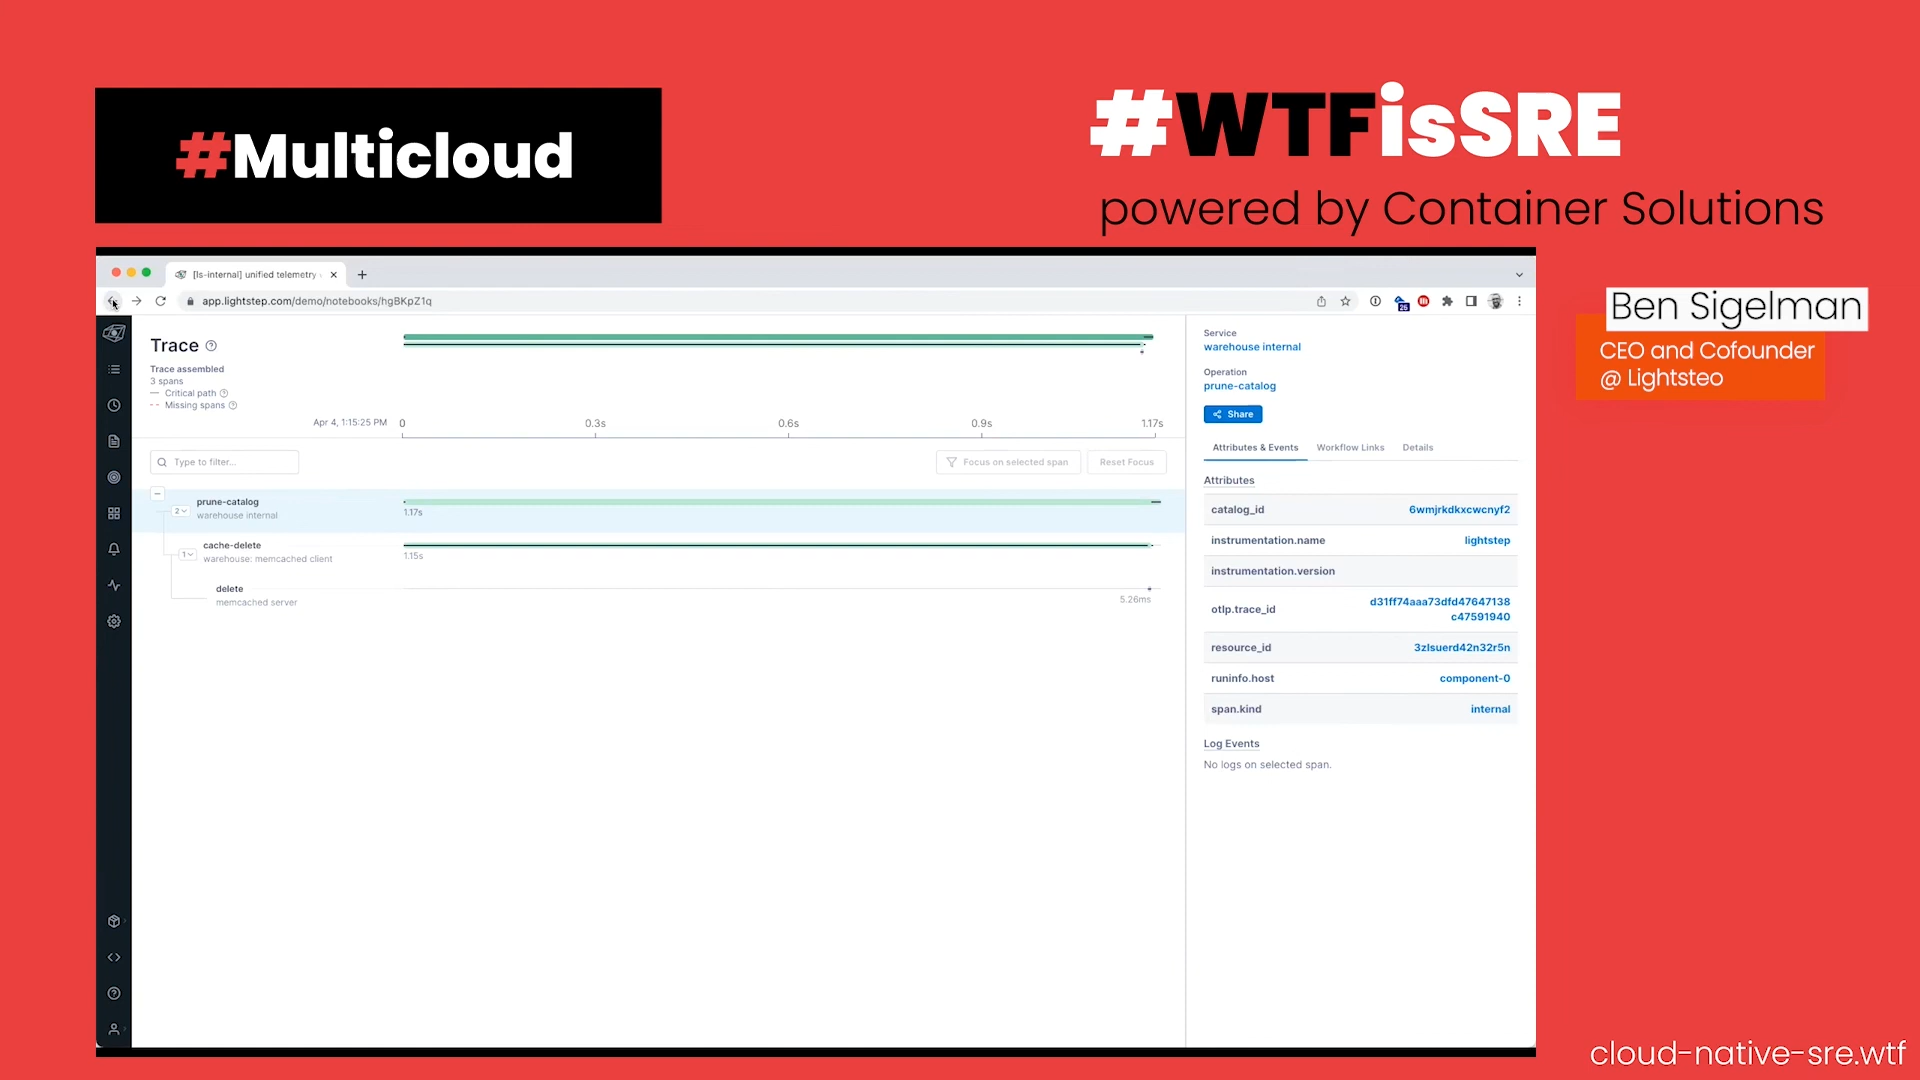 #Multicloud
#WTFisSRE
powered by Container Solutions
Ben Sigelman
CEO and Cofounder
@ Lightsteo
[ls-internal] unified telemetry
app.lightstep.com/demo/notebooks/hgBKpZ1q
25
Trace
Trace assembled
3 spans
Critical path
Missing spans
Apr 4, 1:15:25 PM
0 0.3s 0.6s 0.9s 1.17s
Type to filter...
Focus on selected span
Reset Focus
2
prune-catalog
warehouse internal
1.17s
1
cache-delete
warehouse: memcached client
1.15s
delete
memcached server
5.26ms
Service
warehouse internal
Operation
prune-catalog
Share
Attributes & Events Workflow Links Details
Attributes
catalog_id 6wmjrkdkxcwcnyf2
instrumentation.name lightstep
instrumentation.version
otlp.trace_id d31ff74aaa73dfd47647138
c47591940
resource_id 3zlsuerd42n32r5n
runinfo.host component-0
span.kind internal
Log Events
No logs on selected span.
cloud-native-sre.wtf